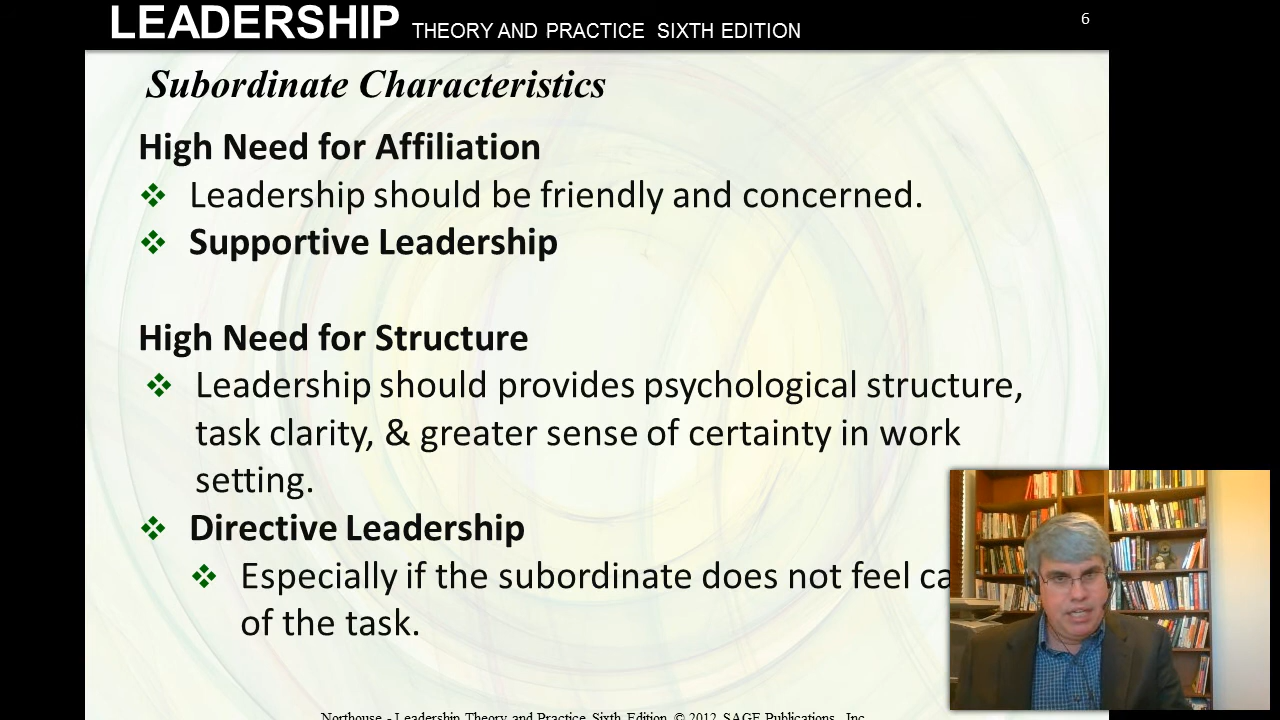 LEADERSHIP THEORY AND PRACTICE SIXTH EDITION
6
Subordinate Characteristics
High Need for Affiliation
Leadership should be friendly and concerned.
Supportive Leadership
High Need for Structure
Leadership should provides psychological structure,
task clarity, & greater sense of certainty in work
setting.
Directive Leadership
Especially if the subordinate does not feel ca
of the task.
Northouse - Leadership Theory and Practice, Sixth Edition © 2012 SAGE Publications, Inc.